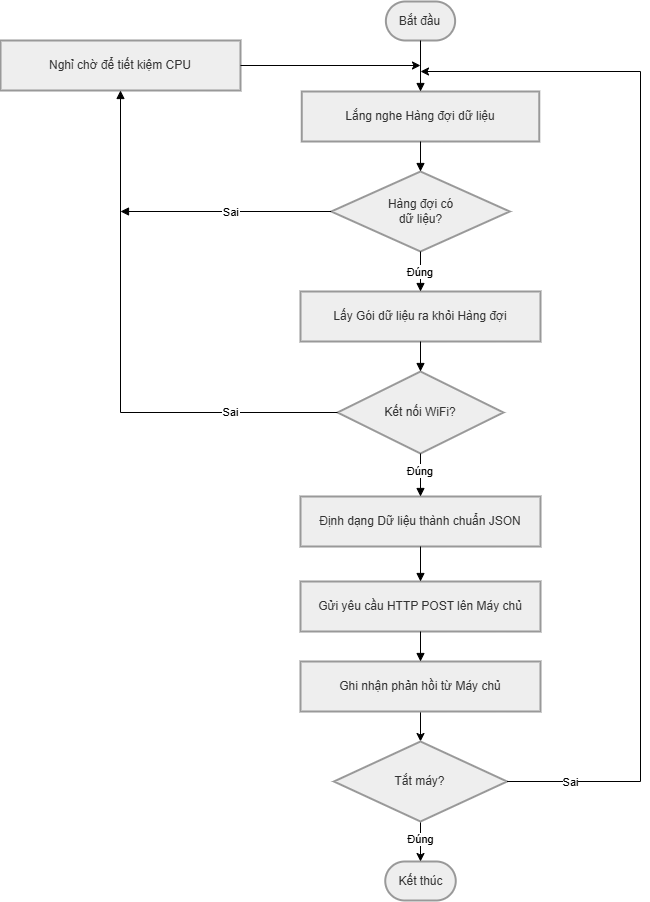 Bắt đầu
Nghỉ chờ để tiết kiệm CPU
Lắng nghe Hàng đợi dữ liệu
Hàng đợi có
dữ liệu?
Sai
Đúng
Lấy Gói dữ liệu ra khỏi Hàng đợi
Kết nối WiFi?
Sai
Đúng
Định dạng Dữ liệu thành chuẩn JSON
Gửi yêu cầu HTTP POST lên Máy chủ
Ghi nhận phản hồi từ Máy chủ
Tắt máy?
Sai
Đúng
Kết thúc